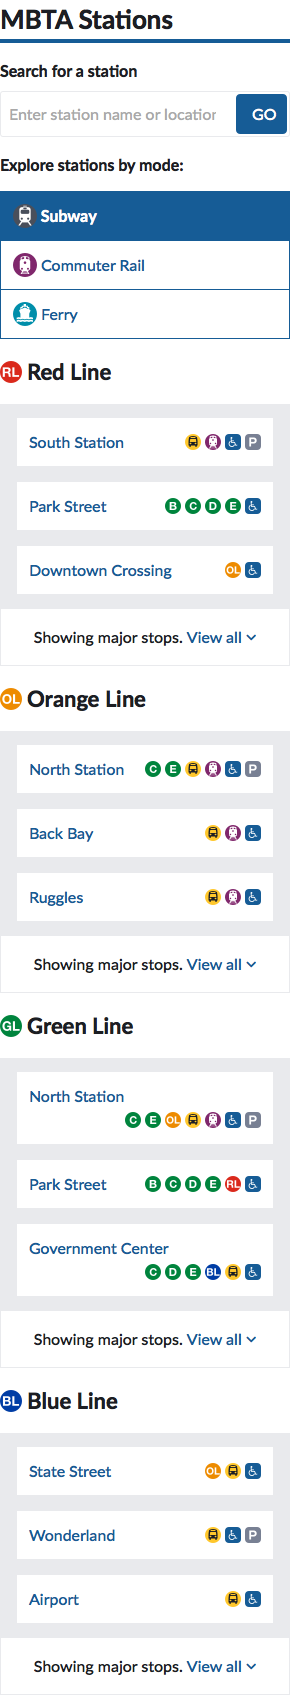 MBTA Stations
Search for a station
Enter station name or location
GO
Explore stations by mode:
Subway
Commuter Rail
Ferry
RL Red Line
South Station P
Park Street B C D E
Downtown Crossing OL
Showing major stops. View all
OL Orange Line
North Station C E P
Back Bay
Ruggles
Showing major stops. View all
GL Green Line
North Station
C E OL P
Park Street B C D E RL
Government Center
C D E BL
Showing major stops. View all
BL Blue Line
State Street OL
Wonderland P
Airport
Showing major stops. View all